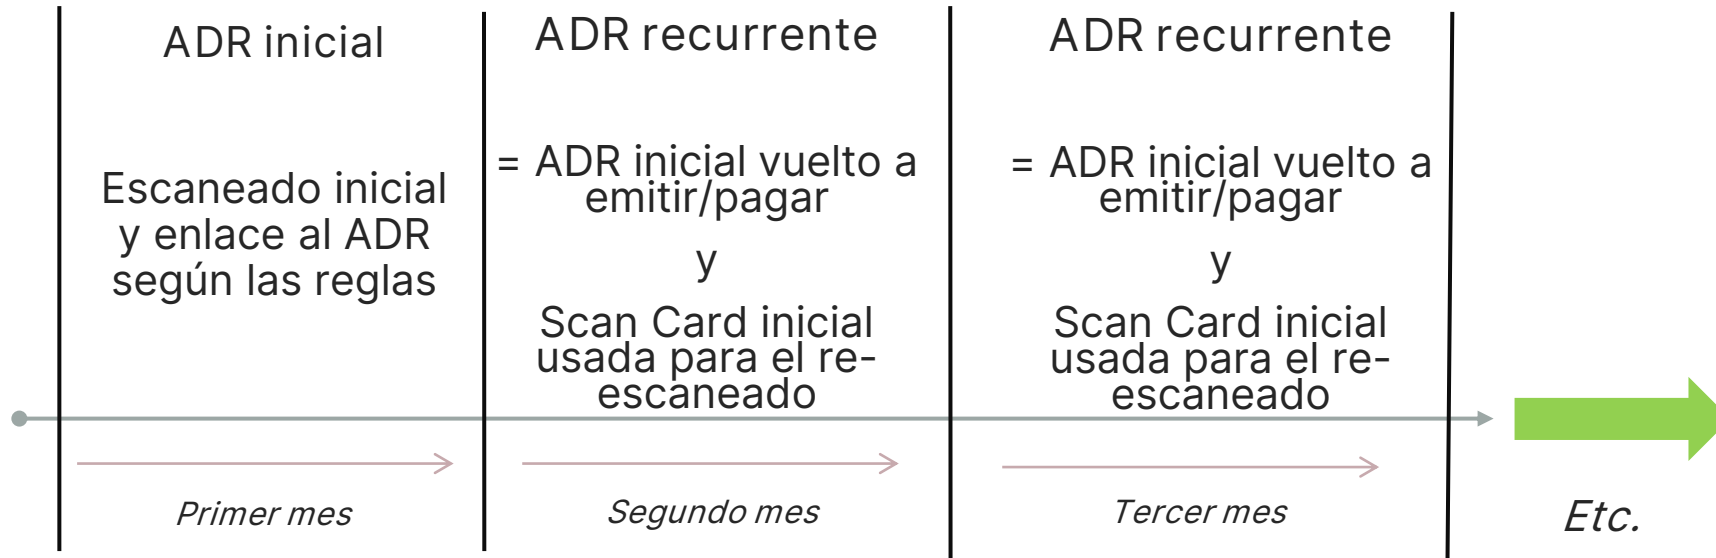 ADR inicial
Escaneado inicial
y enlace al ADR
según las reglas
Primer mes
ADR recurrente
= ADR inicial vuelto a
emitir/pagar
y
Scan Card inicial
usada para el re-
escaneado
Segundo mes
ADR recurrente
= ADR inicial vuelto a
emitir/pagar
y
Scan Card inicial
usada para el re-
escaneado
Tercer mes
Etc.